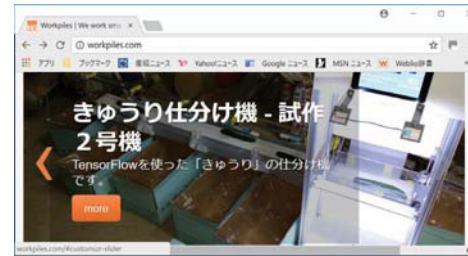 Workpiles | We work sma
workpiles.com
アプリ ブックマーク 産経ニュース Yahoo!ニュース Google ニュース MSN ニュース Weblio辞書
きゅうり仕分け機 - 試作
２号機
TensorFlowを使った「きゅうり」の仕分け機
です。
more
workpiles.com/#customizr-slider